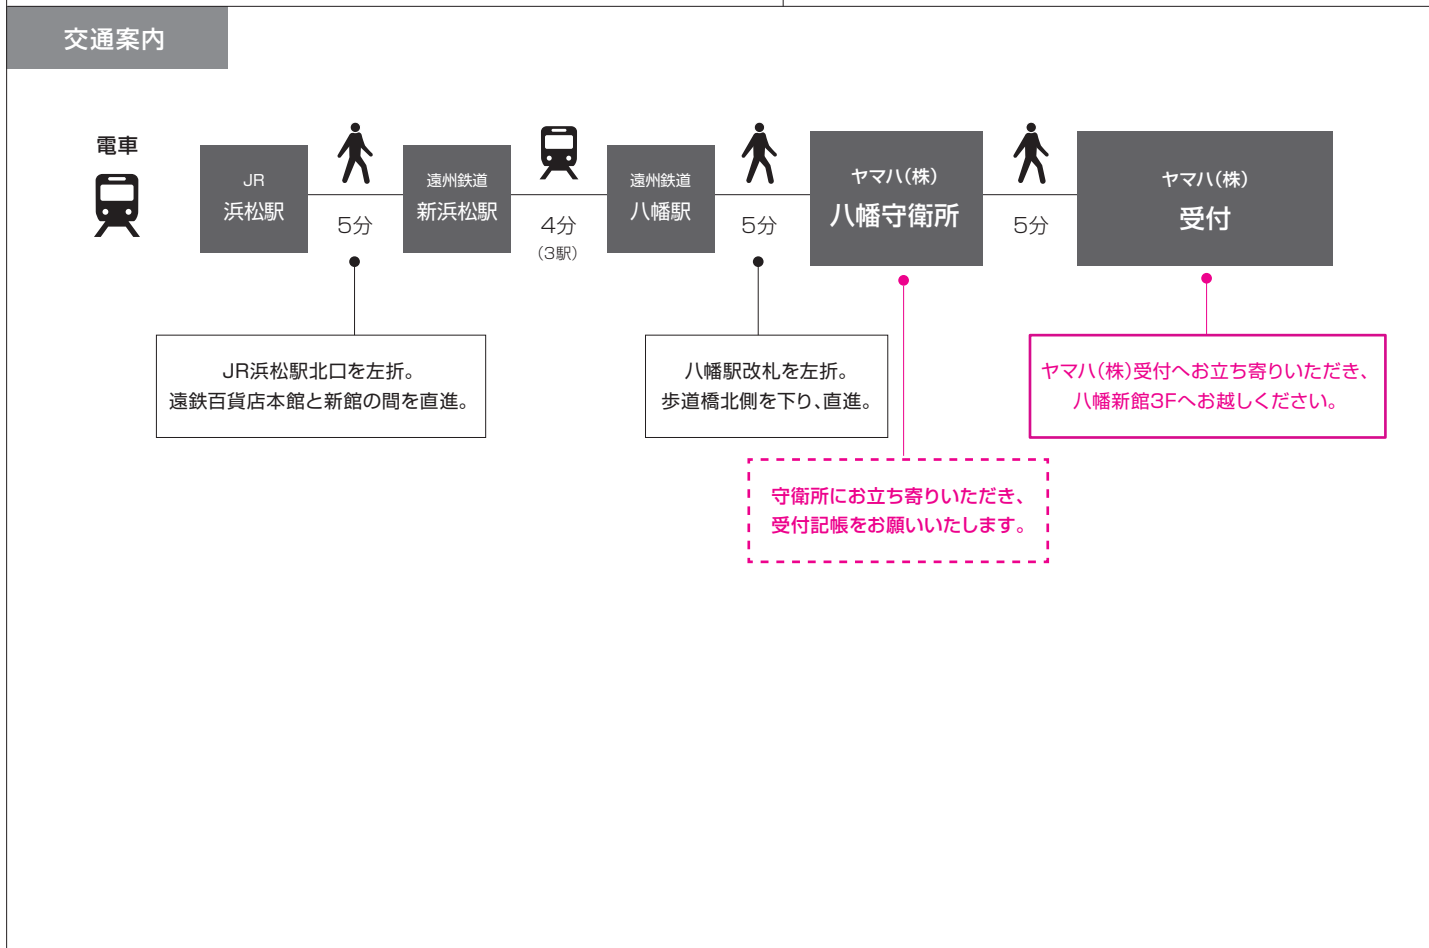 交通案内
電車
JR
浜松駅
5分
遠州鉄道
新浜松駅
4分
(3駅)
遠州鉄道
八幡駅
5分
ヤマハ(株)
八幡守衛所
5分
ヤマハ(株)
受付
JR浜松駅北口を左折。
遠鉄百貨店本館と新館の間を直進。
八幡駅改札を左折。
歩道橋北側を下り、直進。
ヤマハ(株)受付へお立ち寄りいただき、
八幡新館3Fへお越しください。
守衛所にお立ち寄りいただき、
受付記帳をお願いいたします。